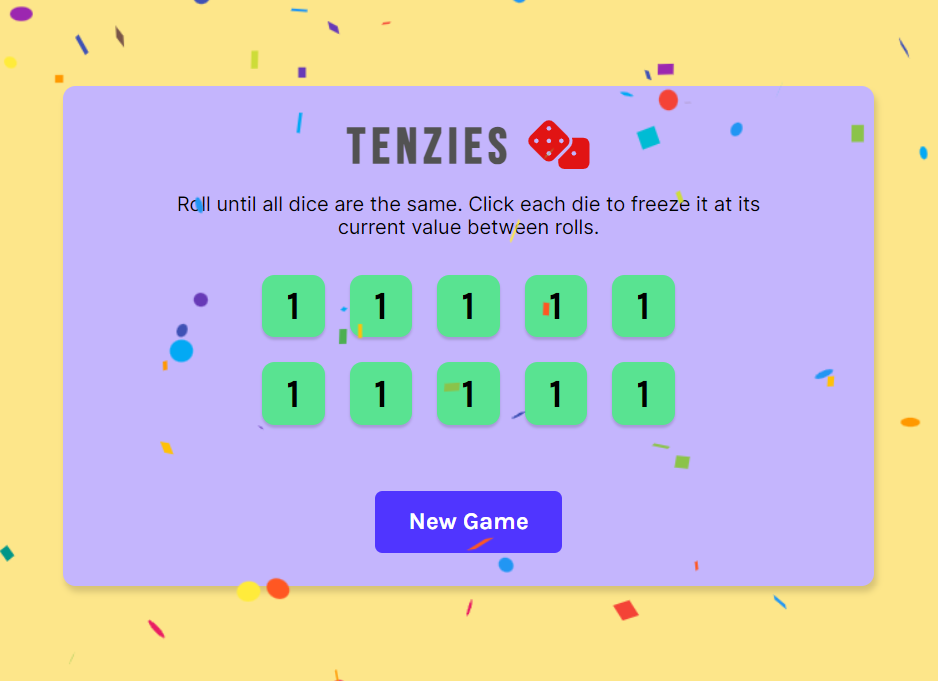 TENZIES
Roll until all dice are the same. Click each die to freeze it at its
current value between rolls.
1 1 1 1 1
1 1 1 1 1
New Game